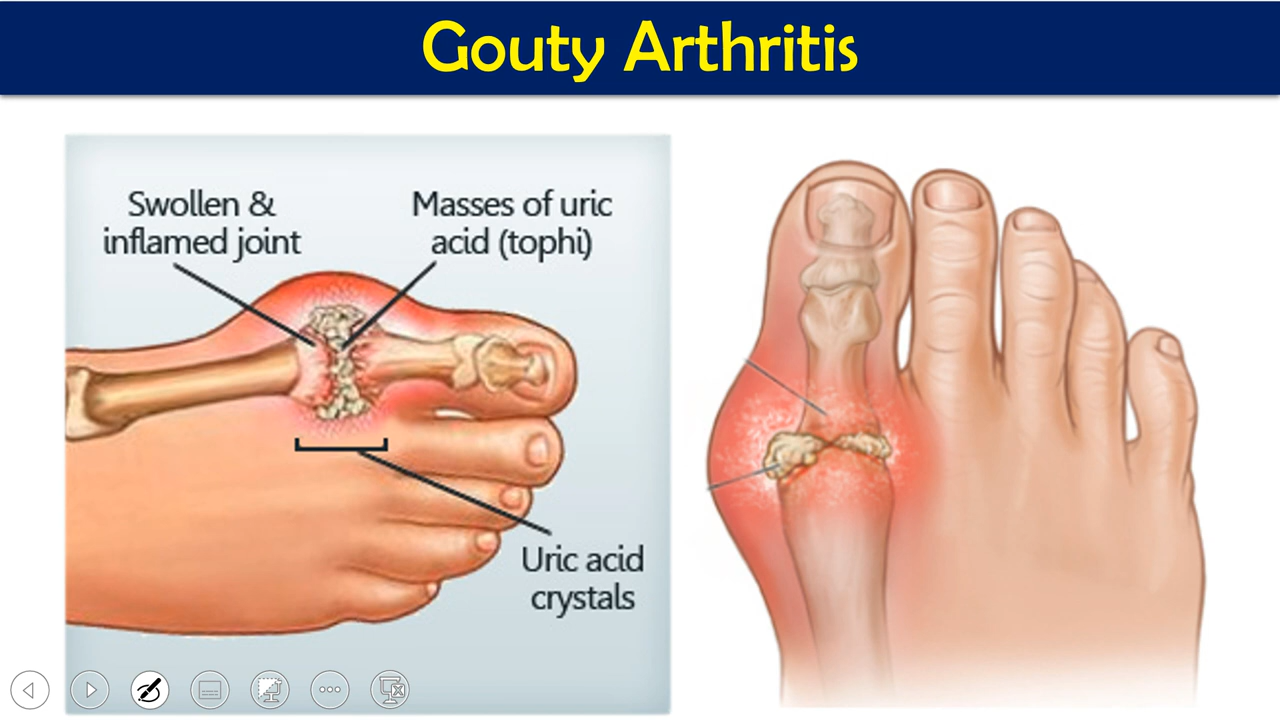 Gouty Arthritis
Swollen &
inflamed joint
Masses of uric
acid (tophi)
Uric acid
crystals